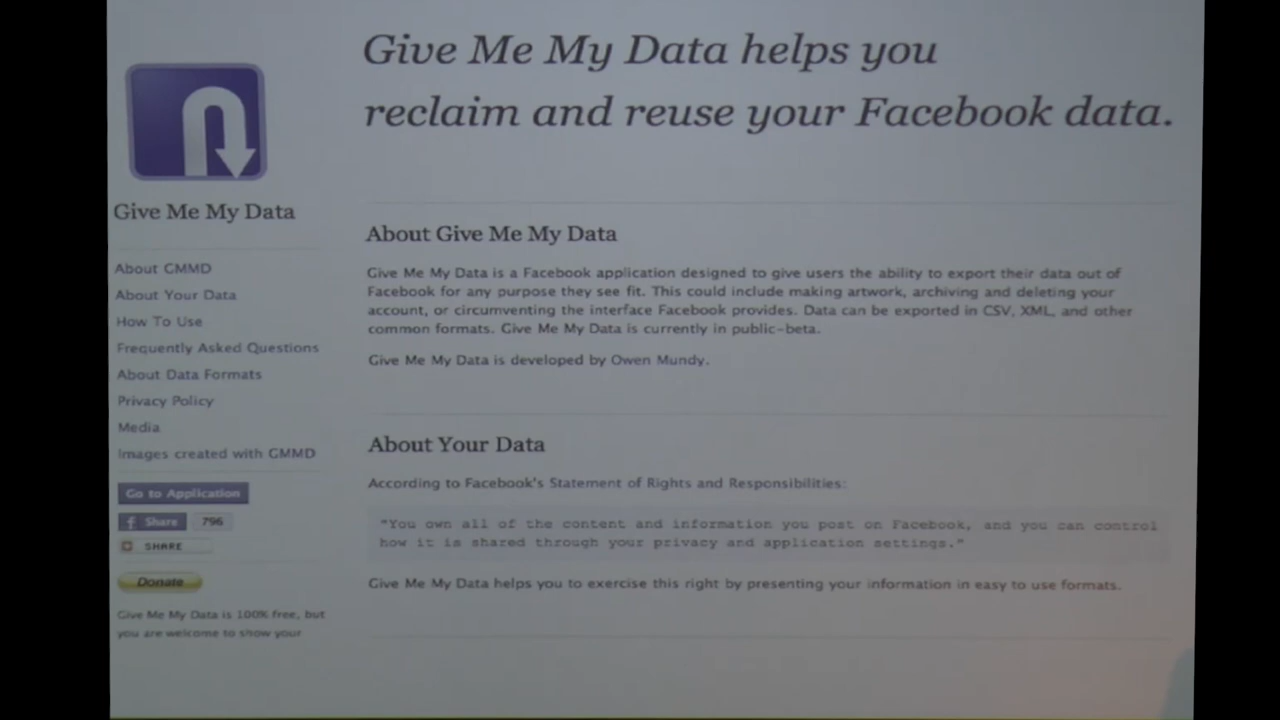 Give Me My Data helps you
reclaim and reuse your Facebook data.
Give Me My Data
About GMMD
About Your Data
How To Use
Frequently Asked Questions
About Data Formats
Privacy Policy
Media
Images created with GMMD
Go to Application
f Share 796
SHARE
Donate
Give Me My Data is 100% free, but
you are welcome to show your
About Give Me My Data
Give Me My Data is a Facebook application designed to give users the ability to export their data out of
Facebook for any purpose they see fit. This could include making artwork, archiving and deleting your
account, or circumventing the interface Facebook provides. Data can be exported in CSV, XML, and other
common formats. Give Me My Data is currently in public-beta.
Give Me My Data is developed by Owen Mundy.
About Your Data
According to Facebook's Statement of Rights and Responsibilities:
"You own all of the content and information you post on Facebook, and you can control
how it is shared through your privacy and application settings."
Give Me My Data helps you to exercise this right by presenting your information in easy to use formats.